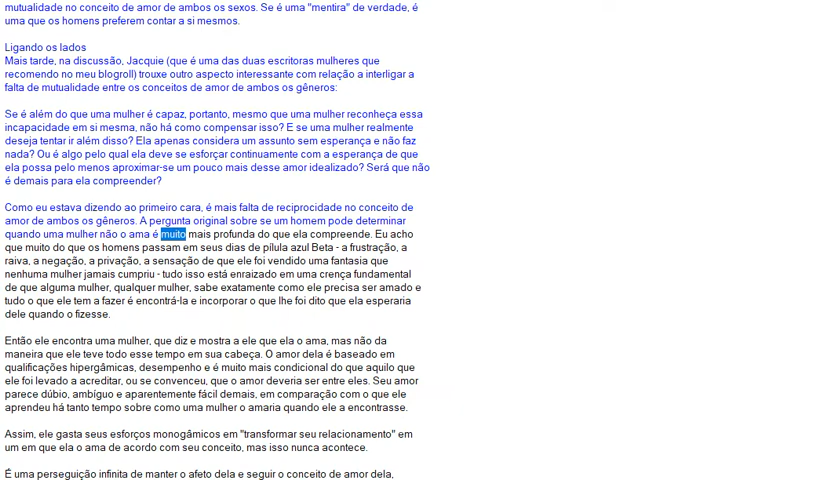 mutualidade no conceito de amor de ambos os sexos. Se é uma "mentira" de verdade, é
uma que os homens preferem contar a si mesmos.
Ligando os lados
Mais tarde, na discussão, Jacquie (que é uma das duas escritoras mulheres que
recomendo no meu blogroll) trouxe outro aspecto interessante com relação a interligar a
falta de mutualidade entre os conceitos de amor de ambos os gêneros:
Se é além do que uma mulher é capaz, portanto, mesmo que uma mulher reconheça essa
incapacidade em si mesma, não há como compensar isso? E se uma mulher realmente
deseja tentar ir além disso? Ela apenas considera um assunto sem esperança e não faz
nada? Ou é algo pelo qual ela deve se esforçar continuamente com a esperança de que
ela possa pelo menos aproximar-se um pouco mais desse amor idealizado? Será que não
é demais para ela compreender?
Como eu estava dizendo ao primeiro cara, é mais falta de reciprocidade no conceito de
amor de ambos os gêneros. A pergunta original sobre se um homem pode determinar
quando uma mulher não o ama é muito mais profunda do que ela compreende. Eu acho
que muito do que os homens passam em seus dias de pílula azul Beta - a frustração, a
raiva, a negação, a privação, a sensação de que ele foi vendido uma fantasia que
nenhuma mulher jamais cumpriu - tudo isso está enraizado em uma crença fundamental
de que alguma mulher, qualquer mulher, sabe exatamente como ele precisa ser amado e
tudo o que ele tem a fazer é encontrá-la e incorporar o que lhe foi dito que ela esperaria
dele quando o fizesse.
Então ele encontra uma mulher, que diz e mostra a ele que ela o ama, mas não da
maneira que ele teve todo esse tempo em sua cabeça. O amor dela é baseado em
qualificações hipergâmicas, desempenho e é muito mais condicional do que aquilo que
ele foi levado a acreditar, ou se convenceu, que o amor deveria ser entre eles. Seu amor
parece dúbio, ambíguo e aparentemente fácil demais, em comparação com o que ele
aprendeu há tanto tempo sobre como uma mulher o amaria quando ele a encontrasse.
Assim, ele gasta seus esforços monogâmicos em "transformar seu relacionamento" em
um em que ela o ama de acordo com seu conceito, mas isso nunca acontece.
É uma perseguição infinita de manter o afeto dela e seguir o conceito de amor dela,